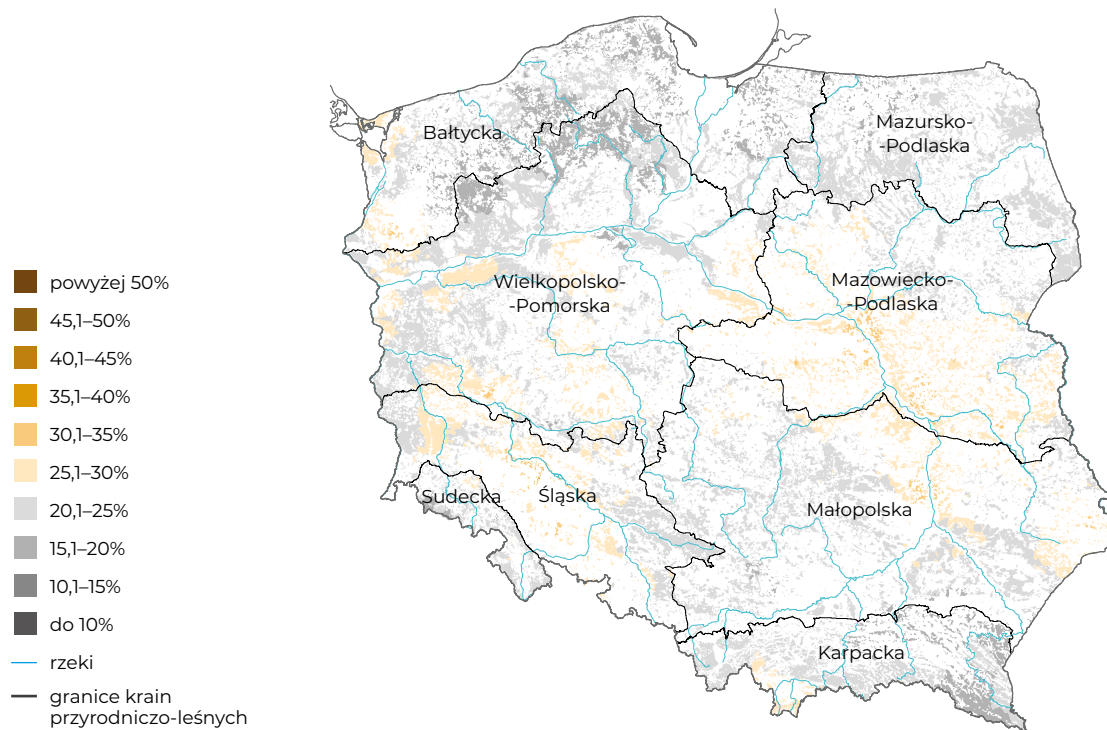 Bałtycka
Mazursko-
-Podlaska
Wielkopolsko-
-Pomorska
Mazowiecko-
-Podlaska
Sudecka
Śląska
Małopolska
Karpacka
powyżej 50%
45,1–50%
40,1–45%
35,1–40%
30,1–35%
25,1–30%
20,1–25%
15,1–20%
10,1–15%
do 10%
rzeki
granice krain
przyrodniczo-leśnych